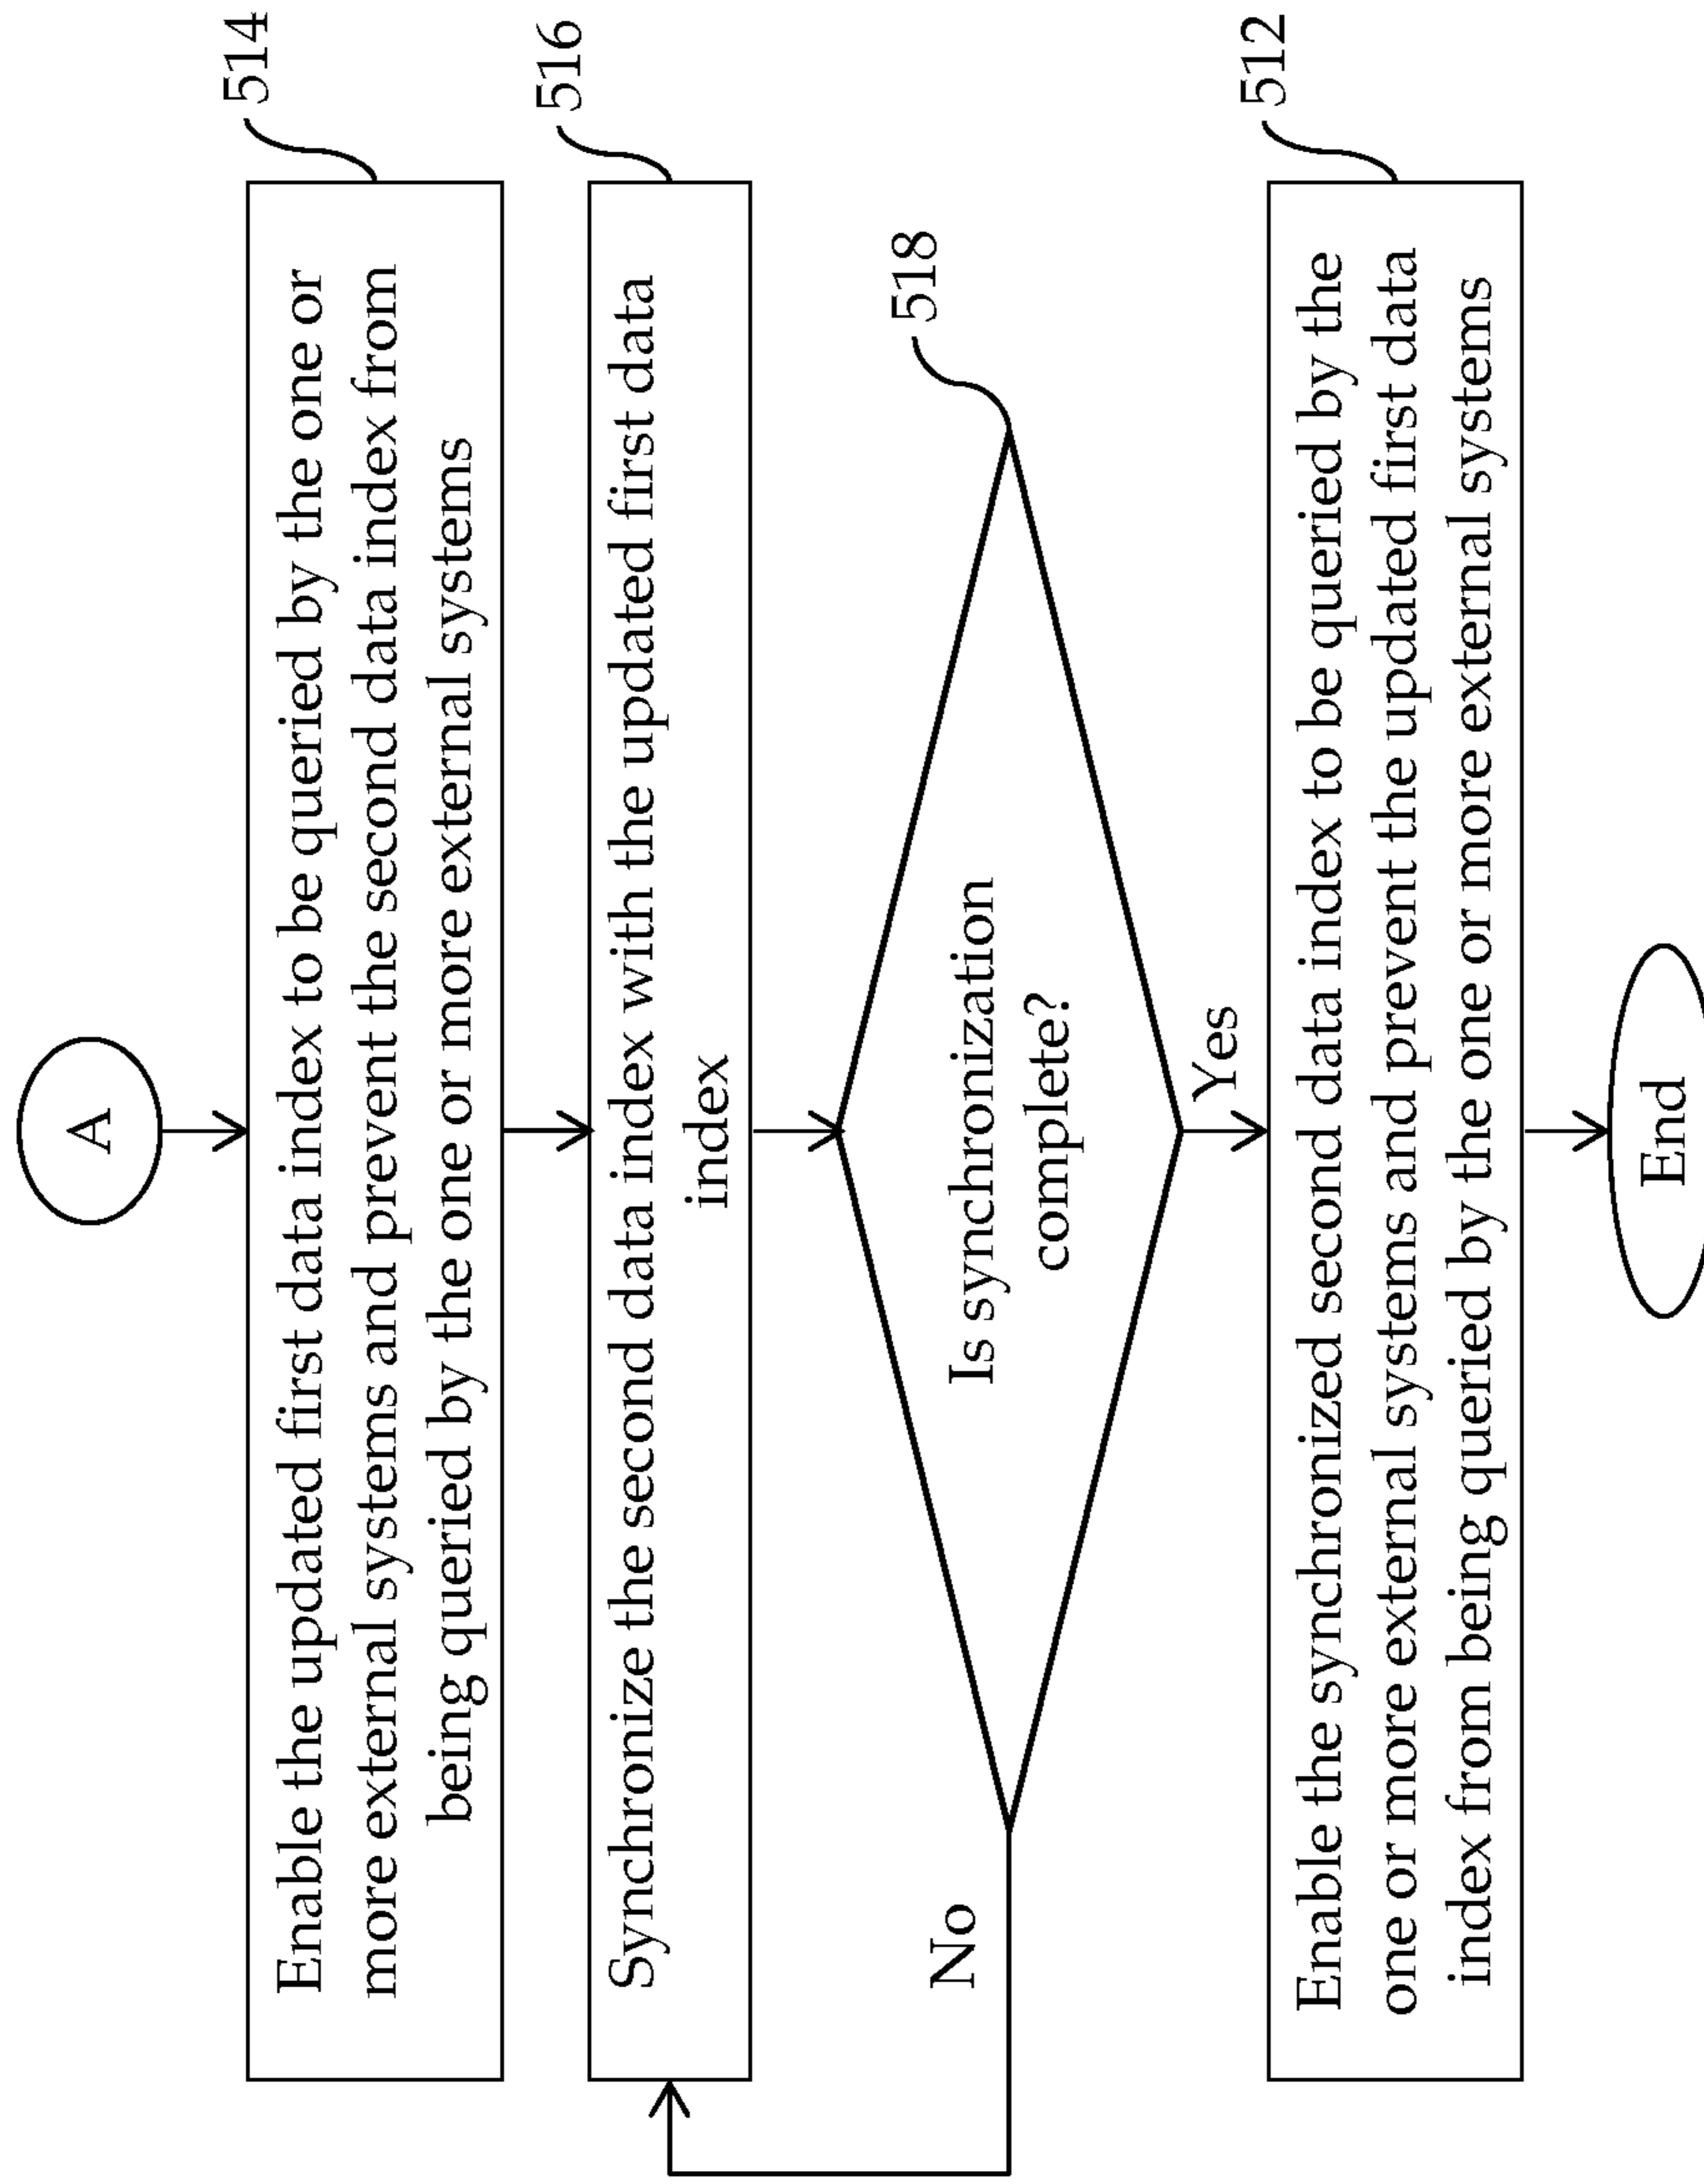 A
514
Enable the updated first data index to be queried by the one or
more external systems and prevent the second data index from
being queried by the one or more external systems
516
Synchronize the second data index with the updated first data
index
518
Is synchronization
complete?
No
Yes
512
Enable the synchronized second data index to be queried by the
one or more external systems and prevent the updated first data
index from being queried by the one or more external systems
End